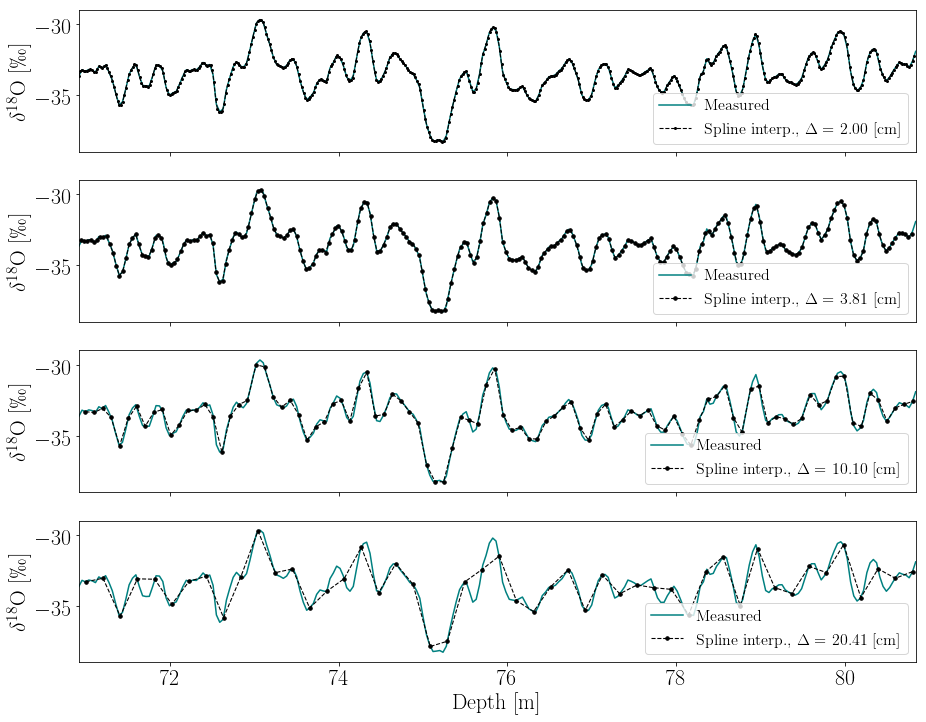 δ¹⁸O [‰]
−30
−35
Measured
Spline interp., Δ = 2.00 [cm]
δ¹⁸O [‰]
−30
−35
Measured
Spline interp., Δ = 3.81 [cm]
δ¹⁸O [‰]
−30
−35
Measured
Spline interp., Δ = 10.10 [cm]
δ¹⁸O [‰]
−30
−35
Measured
Spline interp., Δ = 20.41 [cm]
72 74 76 78 80
Depth [m]